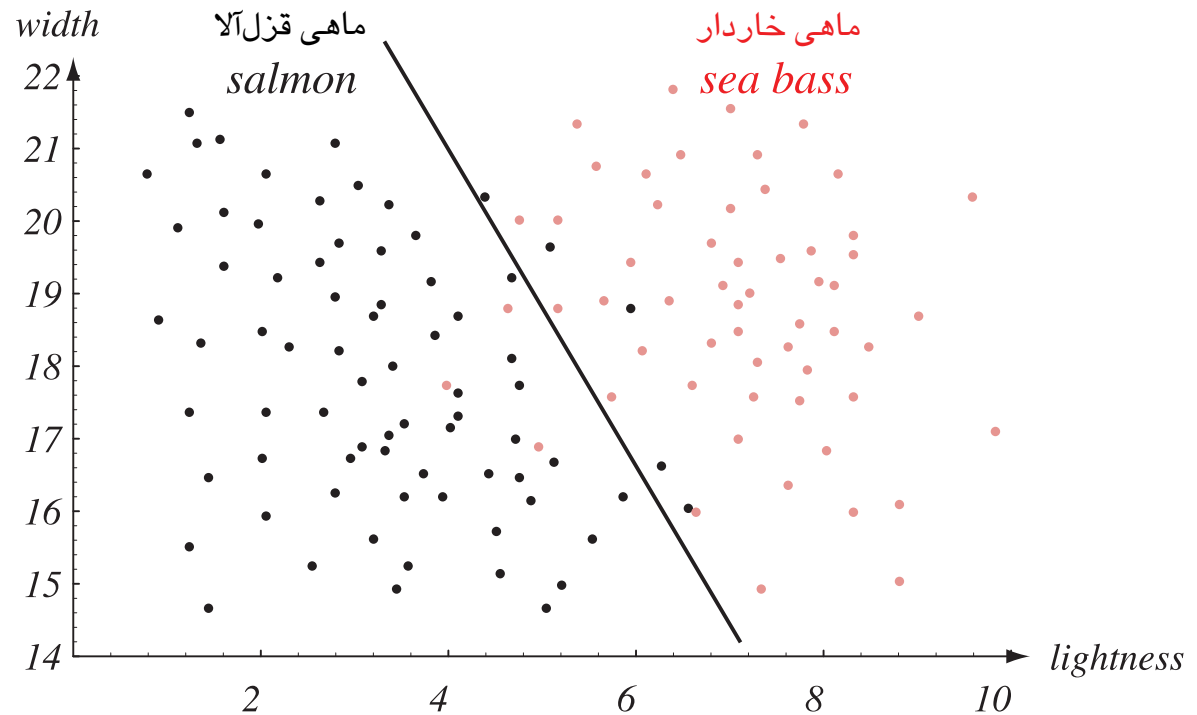 width
ماهی قزل‌آلا
salmon
ماهی خاردار
sea bass
22
21
20
19
18
17
16
15
14
2
4
6
8
10
lightness